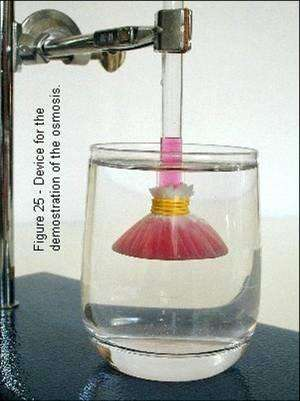 Figure 25 - Device for the
demostration of the osmosis.